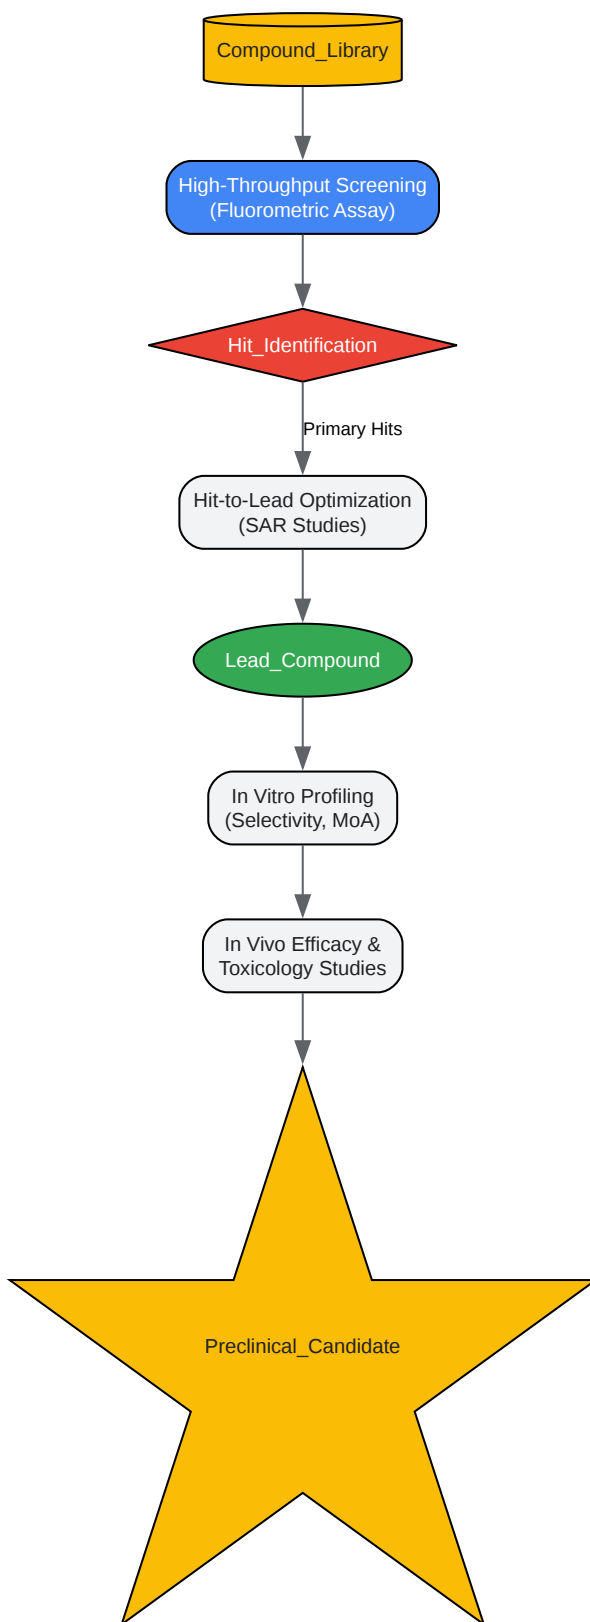 Compound_Library
High-Throughput Screening
(Fluorometric Assay)
Hit_Identification
Primary Hits
Hit-to-Lead Optimization
(SAR Studies)
Lead_Compound
In Vitro Profiling
(Selectivity, MoA)
In Vivo Efficacy &
Toxicology Studies
Preclinical_Candidate